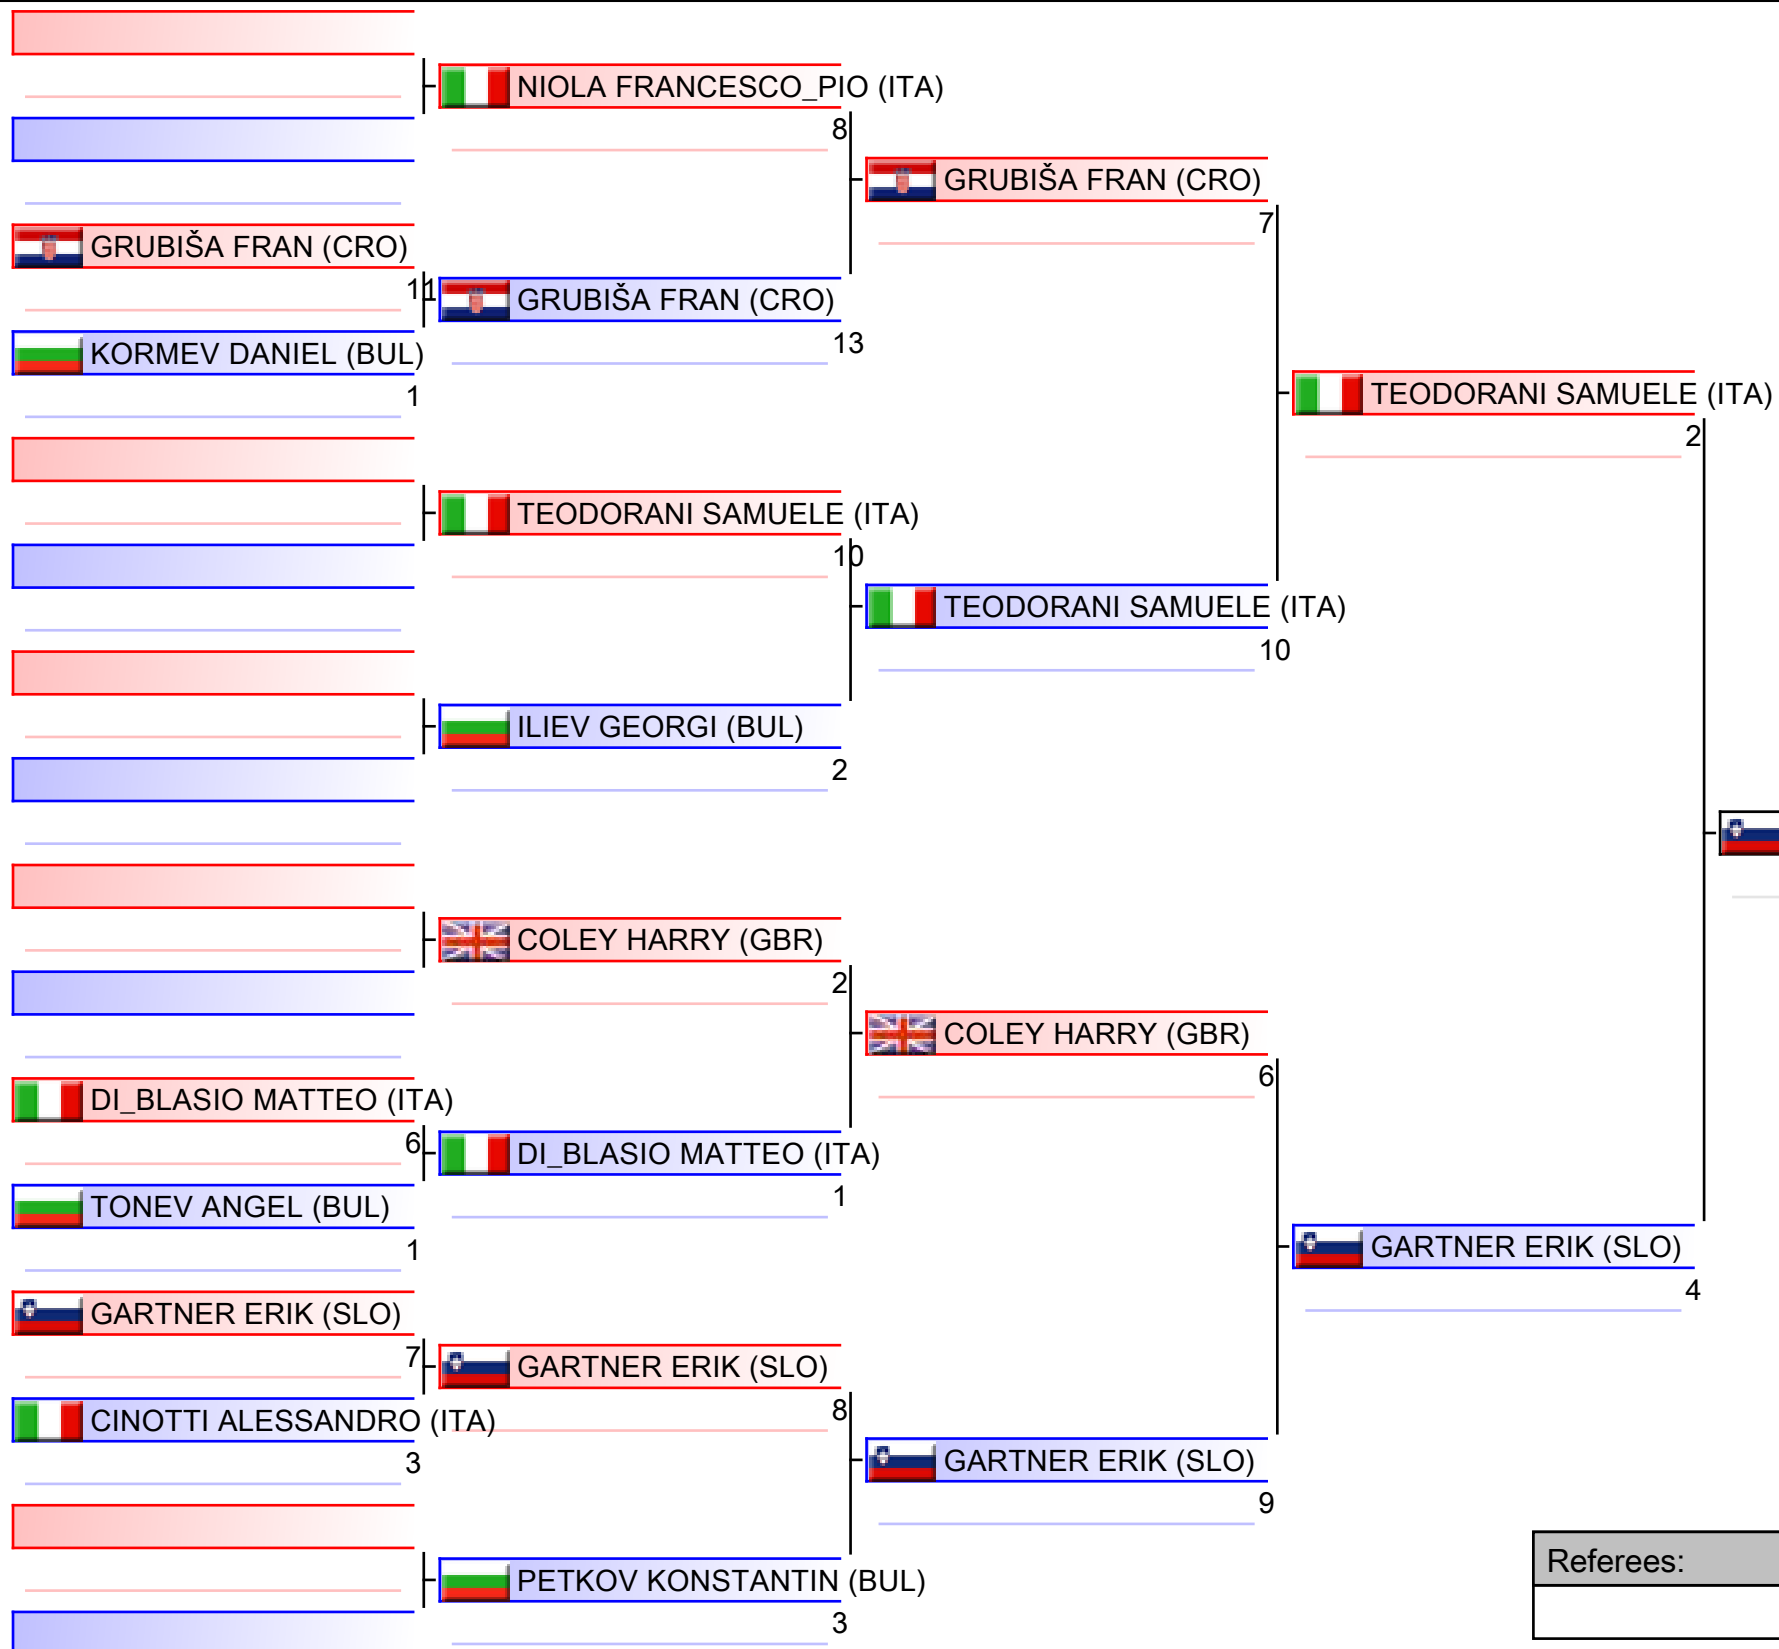 NIOLA FRANCESCO_PIO (ITA)
8
GRUBIŠA FRAN (CRO)
7
GRUBIŠA FRAN (CRO)
11
GRUBIŠA FRAN (CRO)
13
KORMEV DANIEL (BUL)
1
TEODORANI SAMUELE (ITA)
2
TEODORANI SAMUELE (ITA)
10
TEODORANI SAMUELE (ITA)
10
ILIEV GEORGI (BUL)
2
COLEY HARRY (GBR)
2
COLEY HARRY (GBR)
6
DI_BLASIO MATTEO (ITA)
6
DI_BLASIO MATTEO (ITA)
1
TONEV ANGEL (BUL)
1
GARTNER ERIK (SLO)
4
GARTNER ERIK (SLO)
7
GARTNER ERIK (SLO)
8
CINOTTI ALESSANDRO (ITA)
3
GARTNER ERIK (SLO)
9
PETKOV KONSTANTIN (BUL)
3
Referees: